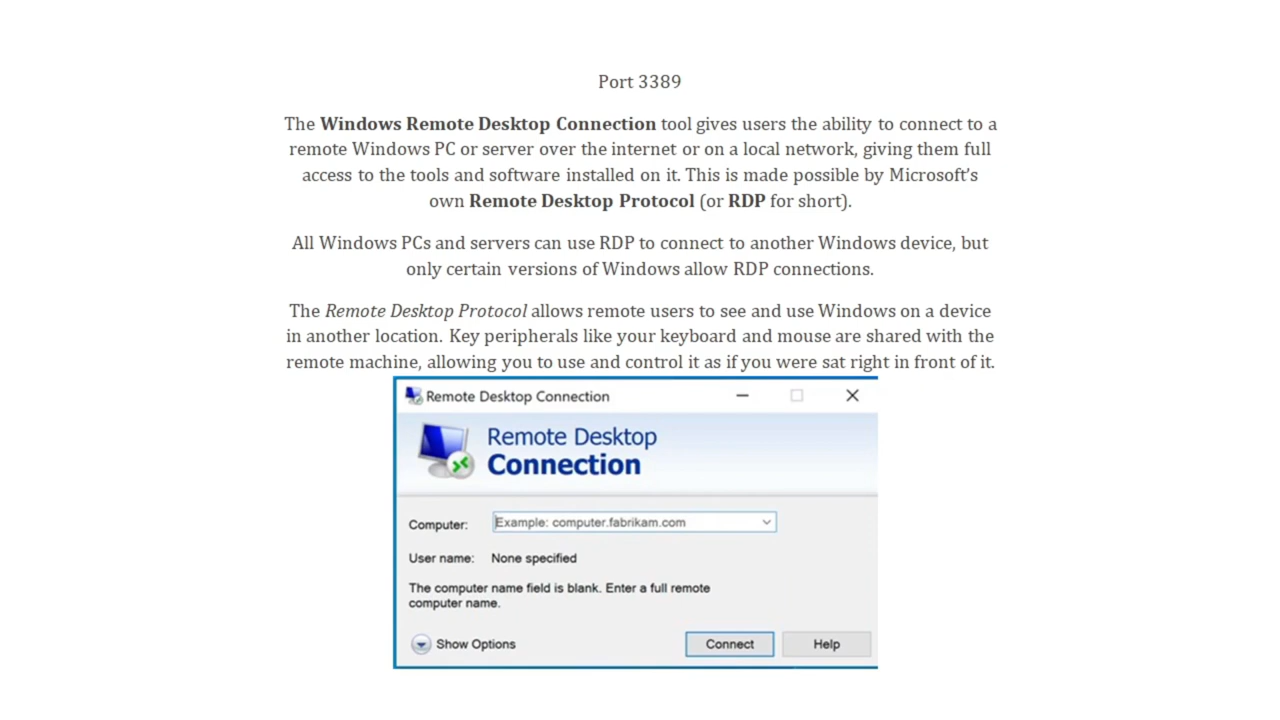 Port 3389
The Windows Remote Desktop Connection tool gives users the ability to connect to a
remote Windows PC or server over the internet or on a local network, giving them full
access to the tools and software installed on it. This is made possible by Microsoft’s
own Remote Desktop Protocol (or RDP for short).
All Windows PCs and servers can use RDP to connect to another Windows device, but
only certain versions of Windows allow RDP connections.
The Remote Desktop Protocol allows remote users to see and use Windows on a device
in another location. Key peripherals like your keyboard and mouse are shared with the
remote machine, allowing you to use and control it as if you were sat right in front of it.
Remote Desktop Connection
Remote Desktop
Connection
Computer: Example: computer.fabrikam.com
User name: None specified
The computer name field is blank. Enter a full remote
computer name.
Show Options Connect Help